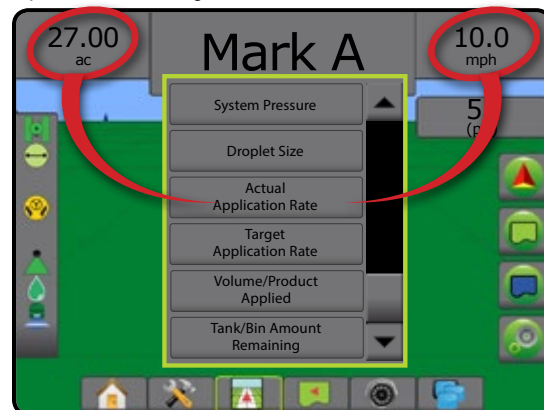 27.00
ac
Mark A
10.0
mph
System Pressure
5
Droplet Size
Actual
Application Rate
Target
Application Rate
Volume/Product
Applied
Tank/Bin Amount
Remaining